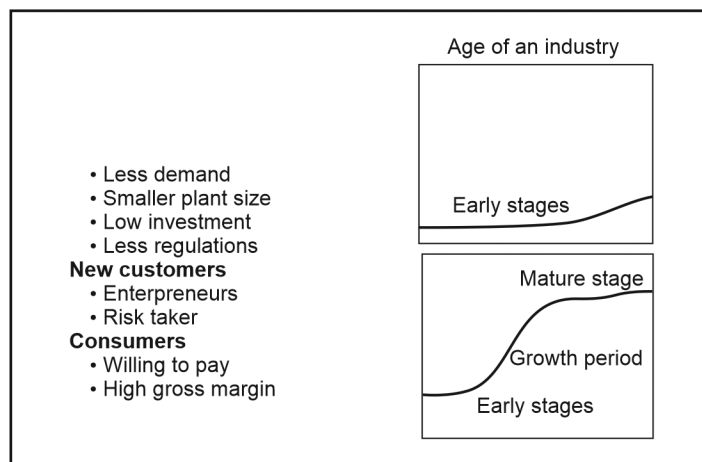 Age of an industry
• Less demand
• Smaller plant size
• Low investment
• Less regulations
New customers
• Enterpreneurs
• Risk taker
Consumers
• Willing to pay
• High gross margin
Early stages
Mature stage
Growth period
Early stages